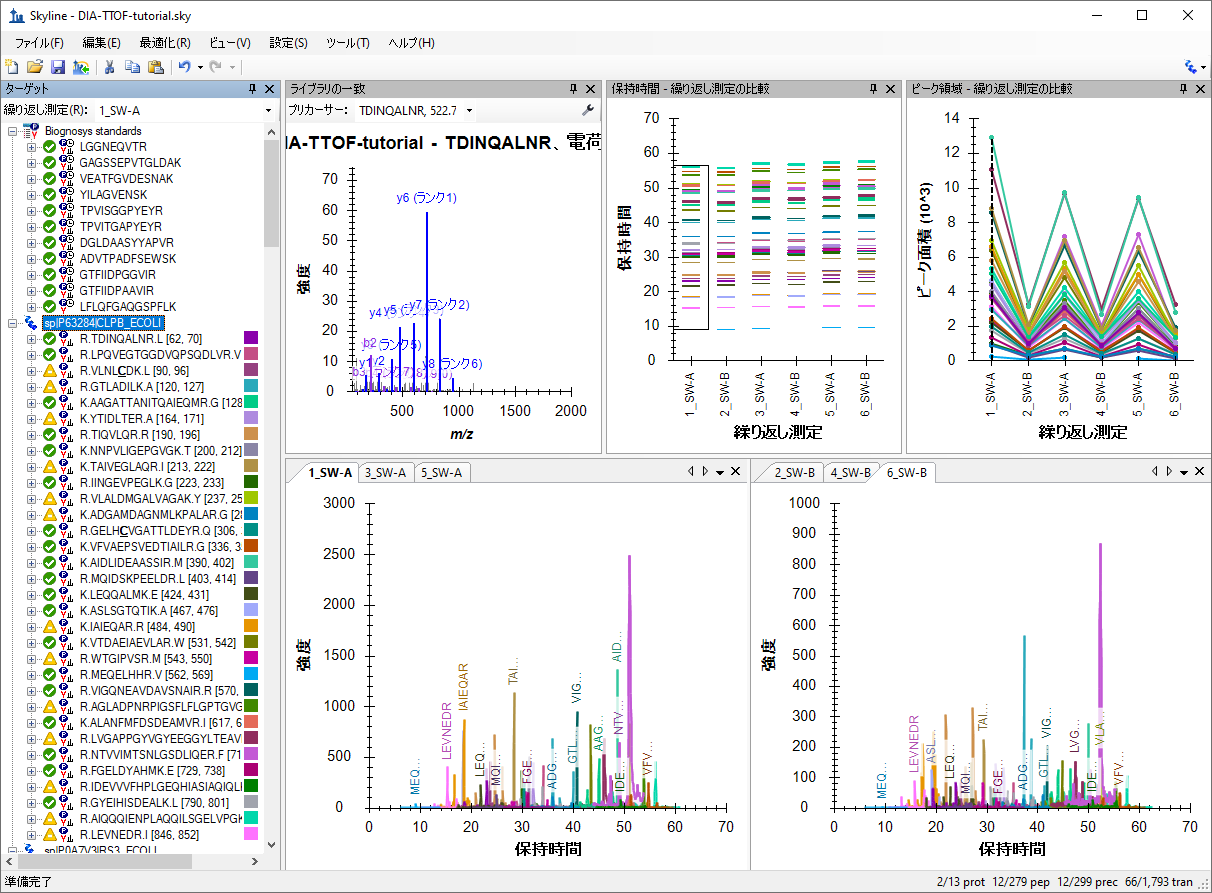 Skyline - DIA-TTOF-tutorial.sky
ファイル(F) 編集(E) 最適化(R) ビュー(V) 設定(S) ツール(T) ヘルプ(H)
ターゲット
繰り返し測定(R): 1_SW-A
Biognosys standards
LGGNEQVTR
GAGSSEPVTGLDAK
VEATFGVDESNAK
YILAGVENSK
TPVISGGPYEYR
TPVITGAPYEYR
DGLDAASYYAPVR
ADVTPADFSEWSK
GTFIIDPGGVIR
GTFIIDPAAVIR
LFLQFGAQGSPFLK
sp|P63284|CLPB_ECOLI
R.TDINQALNR.L [62, 70]
R.LPQVEGTGGDVQPSQDLVR.V
R.VLNLCDK.L [90, 96]
R.GTLADILK.A [120, 127]
K.AAGATTANITQAIEQMR.G [128
K.YTIDLTER.A [164, 171]
R.TIQVLQR.R [190, 196]
K.NNPVLIGEPGVGK.T [200, 212]
K.TAIVEGLAQR.I [213, 222]
R.IINGEVPEGLK.G [223, 233]
R.VLALDMGALVAGAK.Y [237, 25
K.ADGAMDAGNMLKPALAR.G [2
R.GELHCVGATTLDEYR.Q [306,
K.VFVAEPSVEDTIAILR.G [336, 3
K.AIDLIDEAASSIR.M [390, 402]
R.MQIDSKPEELDR.L [403, 414]
K.LEQQALMK.E [424, 431]
K.ASLSGTQTIK.A [467, 476]
K.IAIEQAR.R [484, 490]
K.VTDAEIAEVLAR.W [531, 542]
R.WTGIPVSR.M [543, 550]
R.MEQELHHR.V [562, 569]
R.VIGQNEAVDAVSNAIR.R [570,
R.AGLADPNRPIGSFLFLGPTGVG
K.ALANFMFDSDEAMVR.I [617, 6
R.LVGAPPGYVGYEEGGYLTEAV
R.NTVVIMTSNLGSDLIQER.F [71
R.FGELDYAHMK.E [729, 738]
R.IDEVVVFHPLGEQHIASIAQIQL
R.GYEIHISDEALK.L [790, 801]
R.AIQQQIENPLAQQILSGELVPG
R.LEVNEDR.I [846, 852]
sp|P0A7V3|RS3_ECOLI
ライブラリの一致
プリカーサー: TDINQALNR, 522.7
IA-TTOF-tutorial - TDINQALNR、電荷
70
60
50
40
30
20
10
0
強度
y6 (ランク1)
y7 (ランク2)
y4
y5
b2
(ランク5)
y1
y2
y8
ランク6)
b3
500 1000 1500 2000
m/z
保持時間 - 繰り返し測定の比較
70
60
50
40
30
20
10
0
保持時間
1_SW-A
2_SW-B
3_SW-A
4_SW-B
5_SW-A
6_SW-B
繰り返し測定
ピーク領域 - 繰り返し測定の比較
14
12
10
8
6
4
2
0
ピーク面積 (10^3)
1_SW-A
2_SW-B
3_SW-A
4_SW-B
5_SW-A
6_SW-B
繰り返し測定
1_SW-A 3_SW-A 5_SW-A
3000
2500
2000
1500
1000
500
0
強度
MEQ...
LEVNEDR
IAIEQAR
LEQ...
MQI...
TAI...
FGE...
ADG...
GTL...
VIG...
AAG...
AID...
NTV...
IDE...
VFV...
0 10 20 30 40 50 60 70
保持時間
2_SW-B 4_SW-B 6_SW-B
1000
900
800
700
600
500
400
300
200
100
0
強度
MEQ...
LEVNEDR
ASL...
LEQ...
MQI...
TAI...
FGE...
ADG...
GTL...
VIG...
LVG...
IDE...
VLA...
VFV...
0 10 20 30 40 50 60 70
保持時間
準備完了
2/13 prot 12/279 pep 12/299 prec 66/1,793 tran